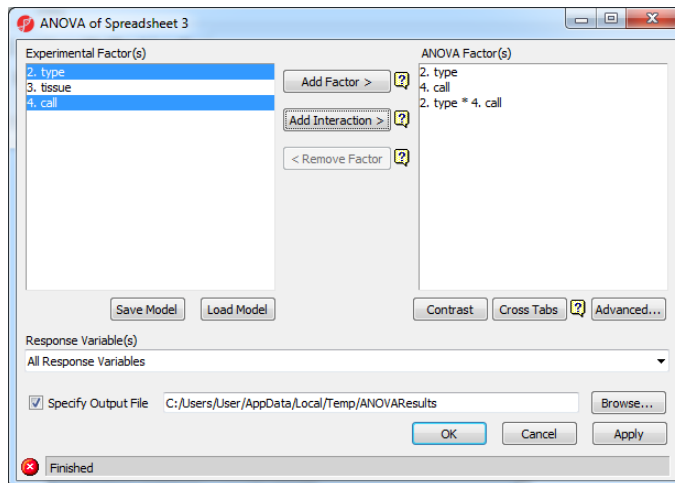 ANOVA of Spreadsheet 3
Experimental Factor(s)
2. type
3. tissue
4. call
Add Factor >
?
Add Interaction >
?
< Remove Factor
?
ANOVA Factor(s)
2. type
4. call
2. type * 4. call
Save Model
Load Model
Contrast
Cross Tabs
?
Advanced...
Response Variable(s)
All Response Variables
Specify Output File
C:/Users/User/AppData/Local/Temp/ANOVAResults
Browse...
OK
Cancel
Apply
Finished